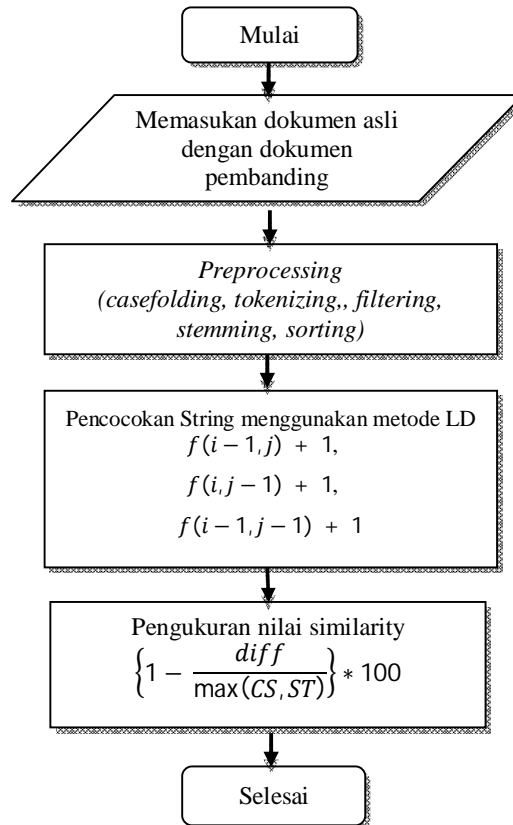 Mulai
Memasukan dokumen asli
dengan dokumen
pembanding
Preprocessing
(casefolding, tokenizing,, filtering,
stemming, sorting)
Pencocokan String menggunakan metode LD
f(i − 1, j) + 1,
f(i, j − 1) + 1,
f(i − 1, j − 1) + 1
Pengukuran nilai similarity
{1 − diff / max(CS, ST)} * 100
Selesai